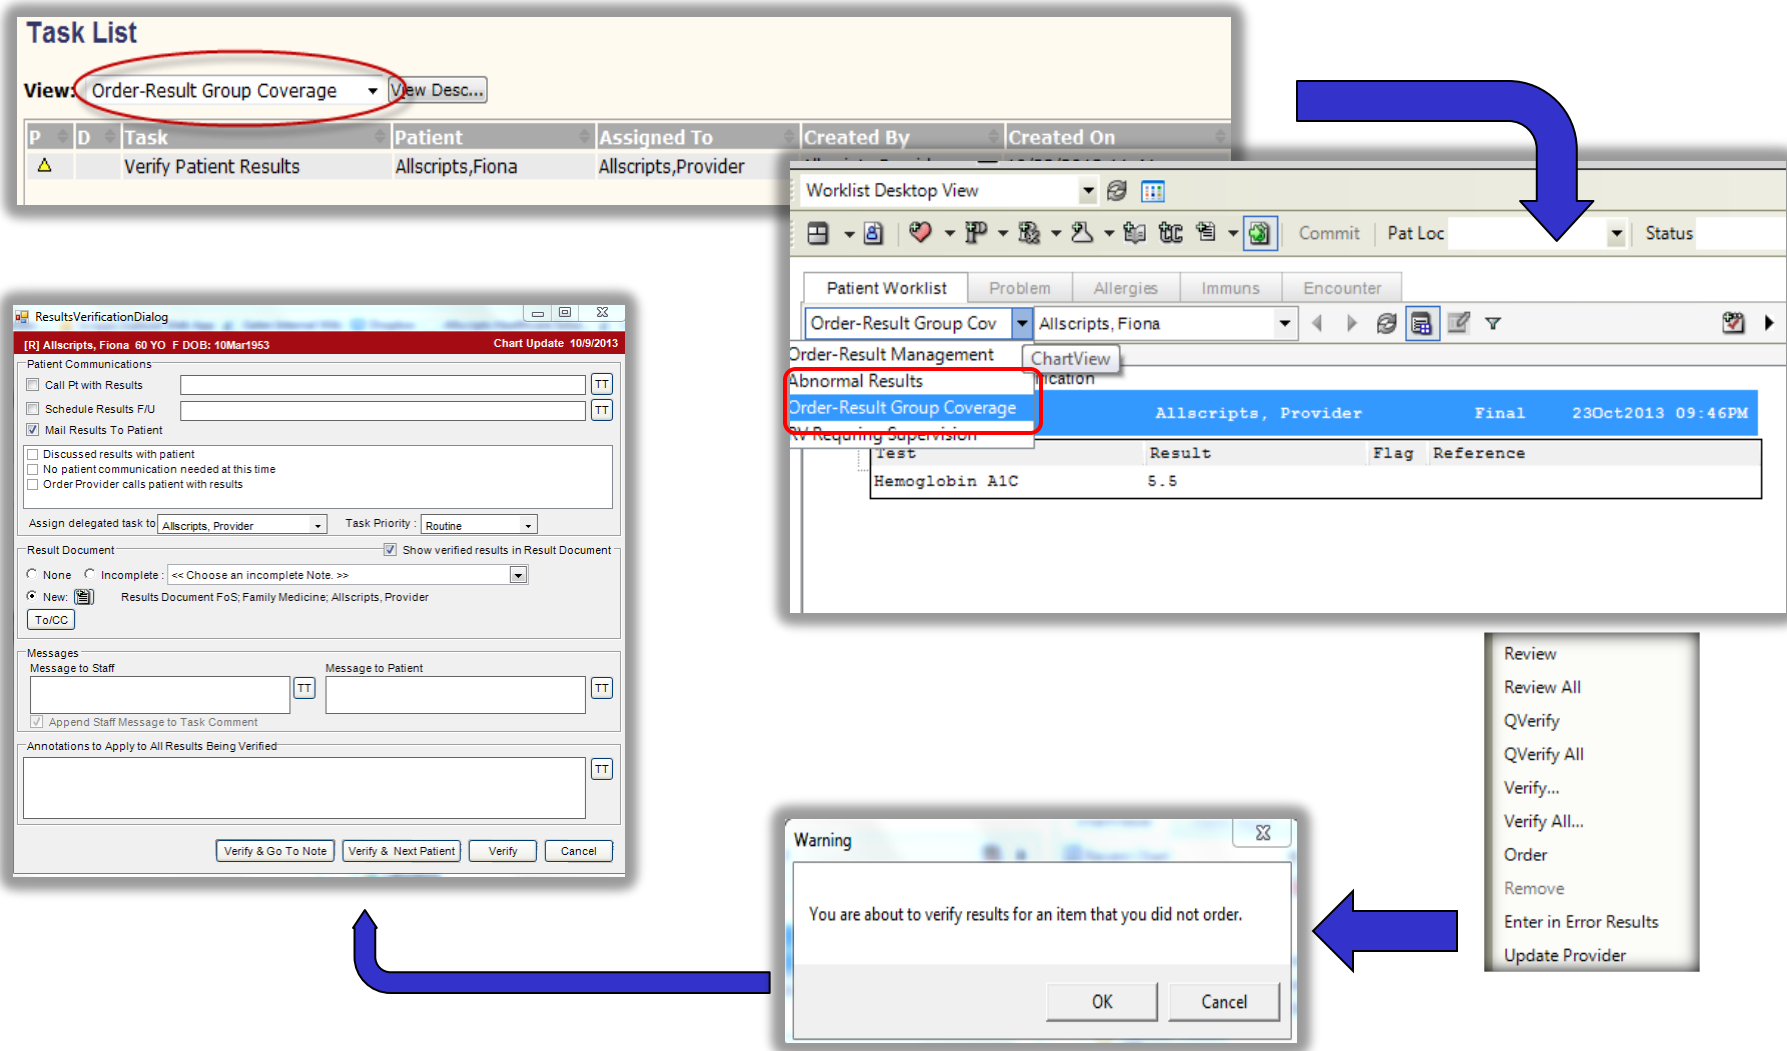 Task List
View: Order-Result Group Coverage View Desc...
P D Task Patient Assigned To Created By Created On
Verify Patient Results Allscripts,Fiona Allscripts,Provider
Worklist Desktop View
Commit Pat Loc Status
Patient Worklist Problem Allergies Immuns Encounter
Order-Result Group Cov Allscripts, Fiona
Order-Result Management
ChartView
Abnormal Results
Order-Result Group Coverage
RV Requring Supervision
Allscripts, Provider Final 23Oct2013 09:46PM
Test Result Flag Reference
Hemoglobin A1C 5.5
ResultsVerificationDialog
[R] Allscripts, Fiona 60 YO F DOB: 10Mar1953 Chart Update 10/9/2013
Patient Communications
Call Pt with Results TT
Schedule Results F/U TT
Mail Results To Patient
Discussed results with patient
No patient communication needed at this time
Order Provider calls patient with results
Assign delegated task to Allscripts, Provider Task Priority : Routine
Result Document Show verified results in Result Document
None Incomplete : << Choose an incomplete Note. >>
New: Results Document FoS; Family Medicine; Allscripts, Provider
To/CC
Messages
Message to Staff Message to Patient
TT TT
Append Staff Message to Task Comment
Annotations to Apply to All Results Being Verified
TT
Verify & Go To Note Verify & Next Patient Verify Cancel
Review
Review All
QVerify
QVerify All
Verify...
Verify All...
Order
Remove
Enter in Error Results
Update Provider
Warning
You are about to verify results for an item that you did not order.
OK Cancel